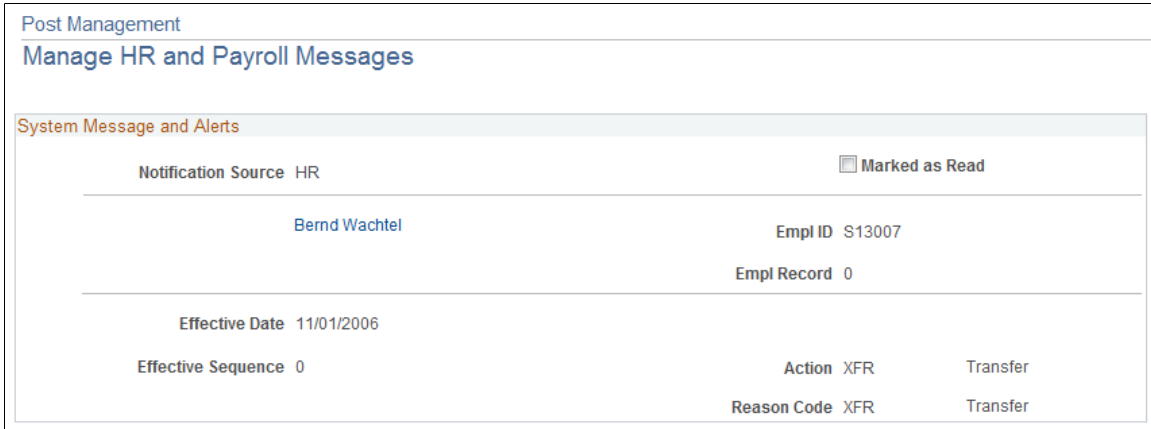 Post Management
Manage HR and Payroll Messages
System Message and Alerts
Notification Source HR Marked as Read
Bernd Wachtel Empl ID S13007
Empl Record 0
Effective Date 11/01/2006
Effective Sequence 0 Action XFR Transfer
Reason Code XFR Transfer